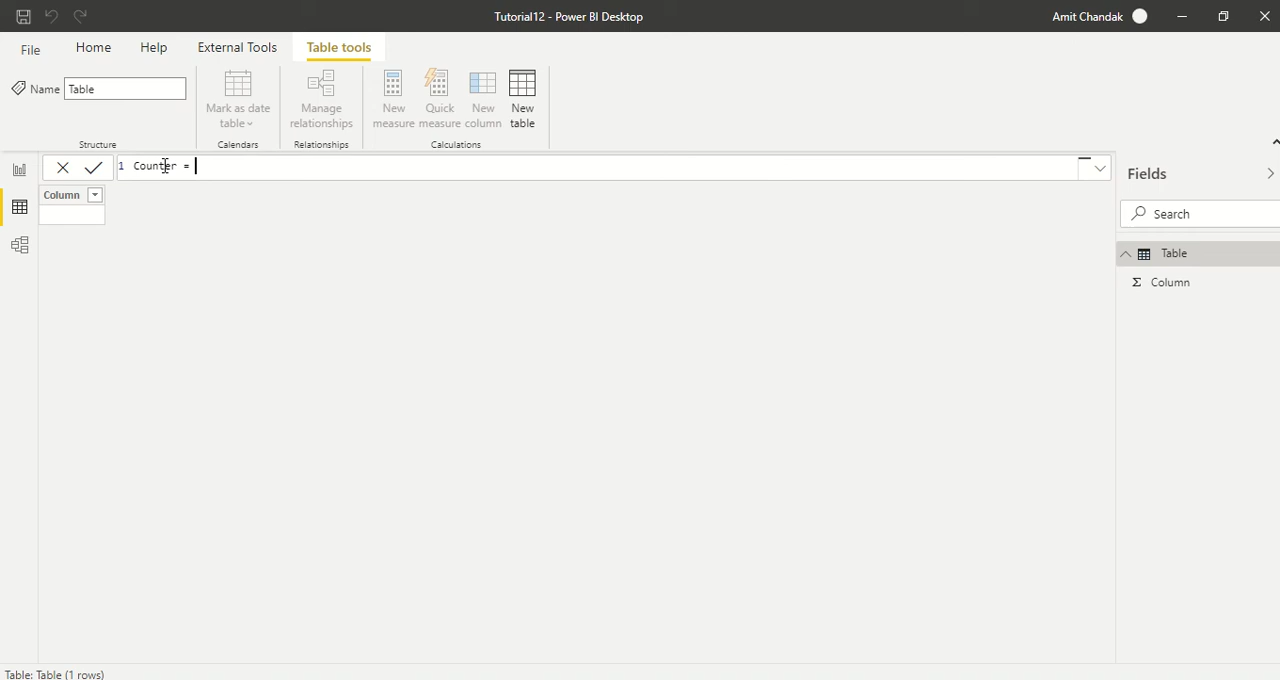 Tutorial12 - Power BI Desktop
Amit Chandak
File
Home
Help
External Tools
Table tools
Name
Table
Mark as date
table
Manage
relationships
New
measure
Quick
measure
New
column
New
table
Structure
Calendars
Relationships
Calculations
1 Counter =
Column
Fields
Search
Table
Σ Column
Table: Table (1 rows)